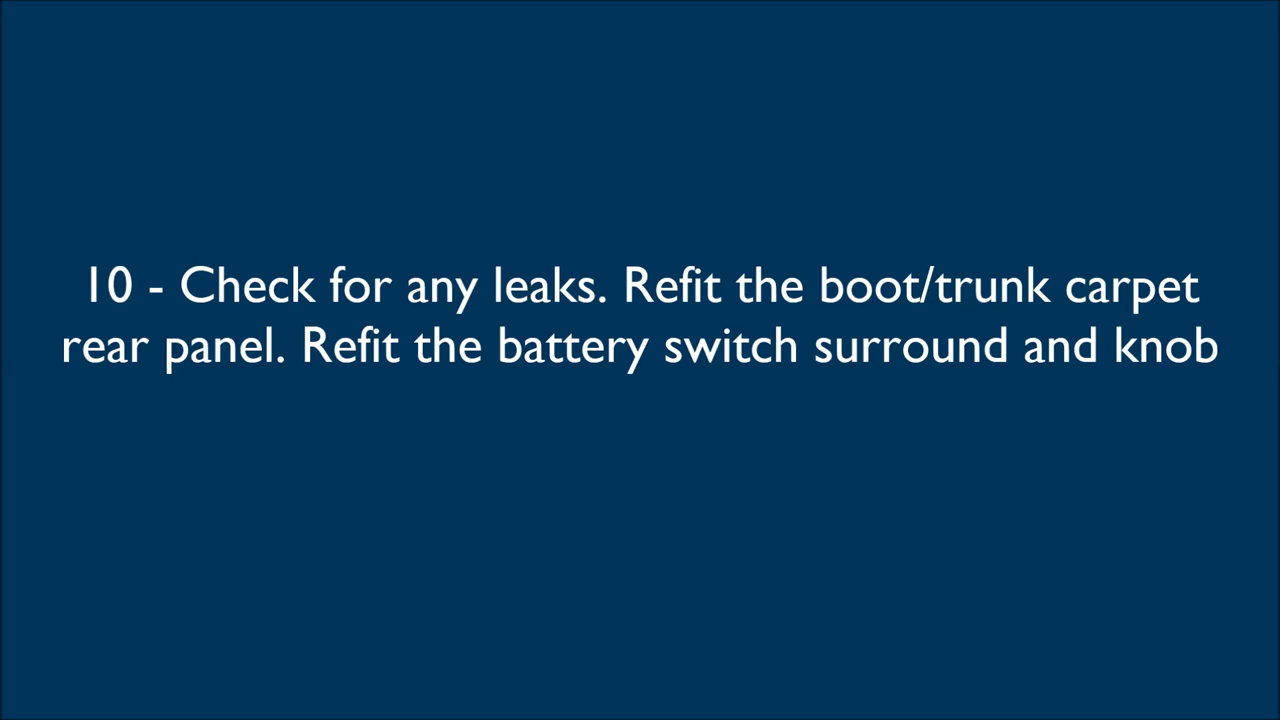 10 - Check for any leaks. Refit the boot/trunk carpet
rear panel. Refit the battery switch surround and knob